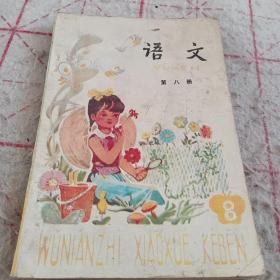 语文
第八册
8
WUNIANZHI XIAOXUE KEBEN